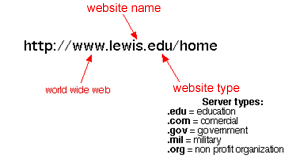 website name
http://www.lewis.edu/home
world wide web
website type
Server types:
.edu = education
.com = comercial
.gov = government
.mil = military
.org = non profit organization